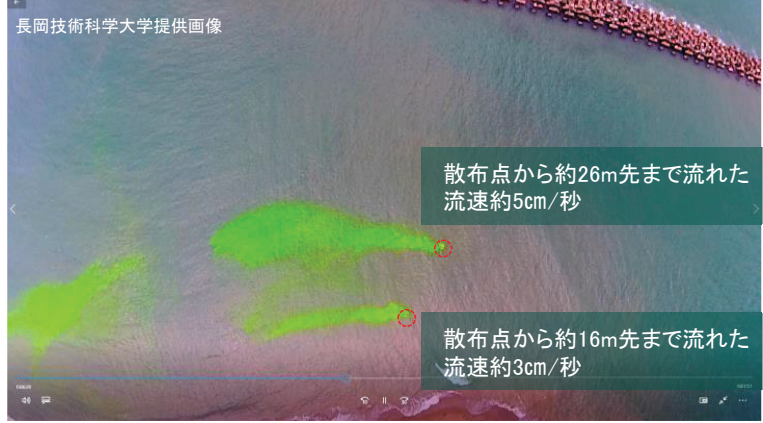 長岡技術科学大学提供画像
散布点から約26m先まで流れた
流速約5cm/秒
散布点から約16m先まで流れた
流速約3cm/秒